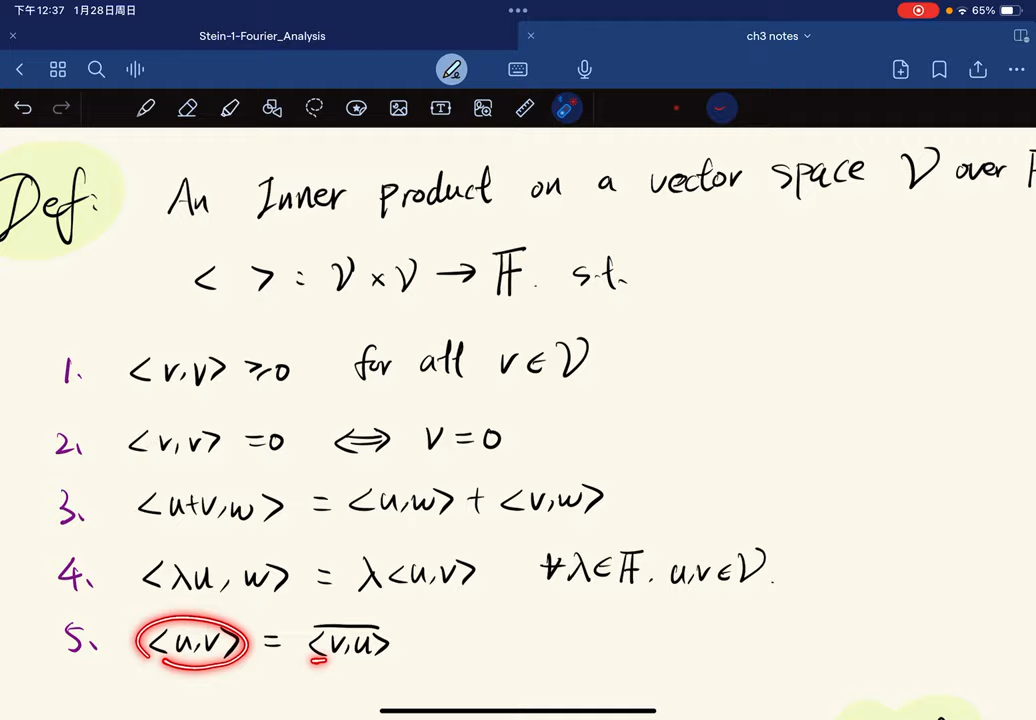 下午12:37 1月28日周日 65%
Stein-1-Fourier_Analysis ch3 notes
Def: An Inner product on a vector space V over F
< > : V × V → 𝔽. s.t.
1. <v,v> ≥0 for all v ∈ V
2. <v,v> =0 ⟺ v = 0
3. <u+v,w> = <u,w> + <v,w>
4. <λu, w> = λ<u,v> ∀λ∈𝔽. u,v∈V.
5. <u,v> = \overline{<v,u>}